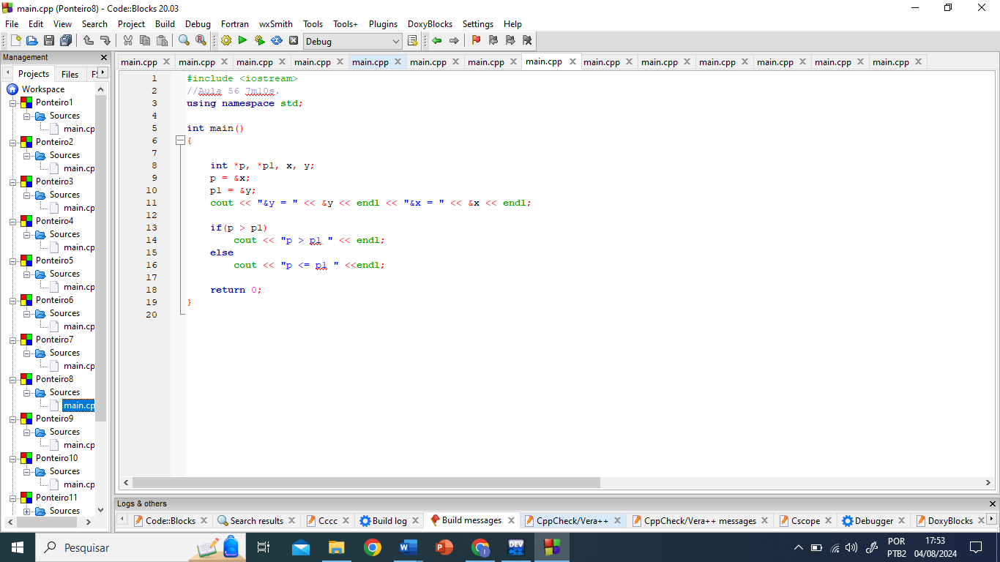 main.cpp (Ponteiro8) - Code::Blocks 20.03
File Edit View Search Project Build Debug Fortran wxSmith Tools Tools+ Plugins DoxyBlocks Settings Help
Debug
Management
main.cpp main.cpp main.cpp main.cpp main.cpp main.cpp main.cpp main.cpp main.cpp main.cpp main.cpp main.cpp main.cpp main.cpp
Projects Files
Workspace
Ponteiro1
Sources
main.cp
Ponteiro2
Sources
main.cp
Ponteiro3
Sources
main.cp
Ponteiro4
Sources
main.cp
Ponteiro5
Sources
main.cp
Ponteiro6
Sources
main.cp
Ponteiro7
Sources
main.cp
Ponteiro8
Sources
main.cp
Ponteiro9
Sources
main.cp
Ponteiro10
Sources
main.cp
Ponteiro11
Sources
1 #include <iostream>
2 //Aula 56 7m10s.
3 using namespace std;
4
5 int main()
6 {
7
8 int *p, *p1, x, y;
9 p = &x;
10 p1 = &y;
11 cout << "&y = " << &y << endl << "&x = " << &x << endl;
12
13 if(p > p1)
14 cout << "p > p1 " << endl;
15 else
16 cout << "p <= p1 " <<endl;
17
18 return 0;
19 }
20
Logs & others
Code::Blocks Search results Cccc Build log Build messages CppCheck/Vera++ CppCheck/Vera++ messages Cscope Debugger DoxyBlocks
Pesquisar
DEV
POR
PTB2
17:53
04/08/2024